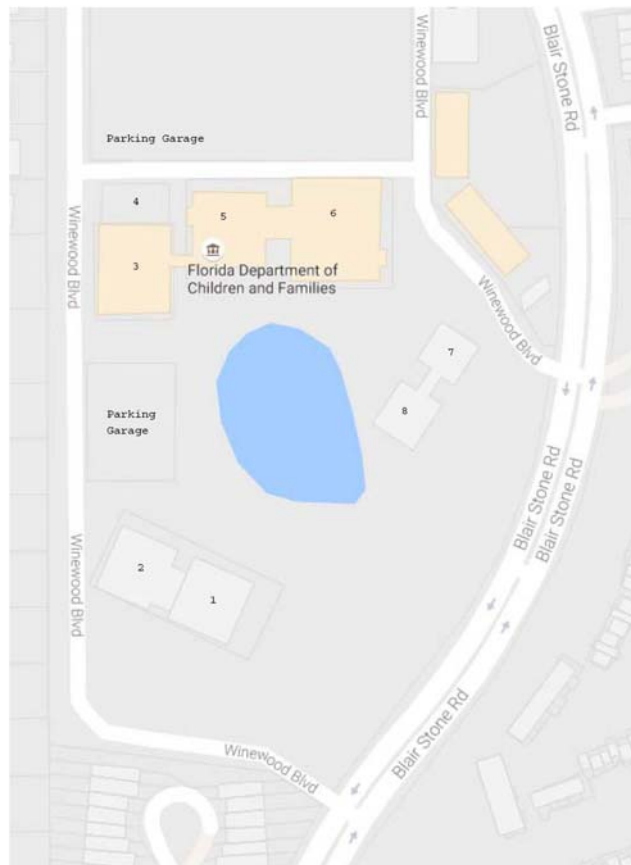 Winewood Blvd
Blair Stone Rd
Parking Garage
4
5
6
3
Winewood Blvd
Florida Department of
Children and Families
Winewood Blvd
7
8
Parking
Garage
Blair Stone Rd
Blair Stone Rd
2
1
Winewood Blvd
Blair Stone Rd
Winewood Blvd